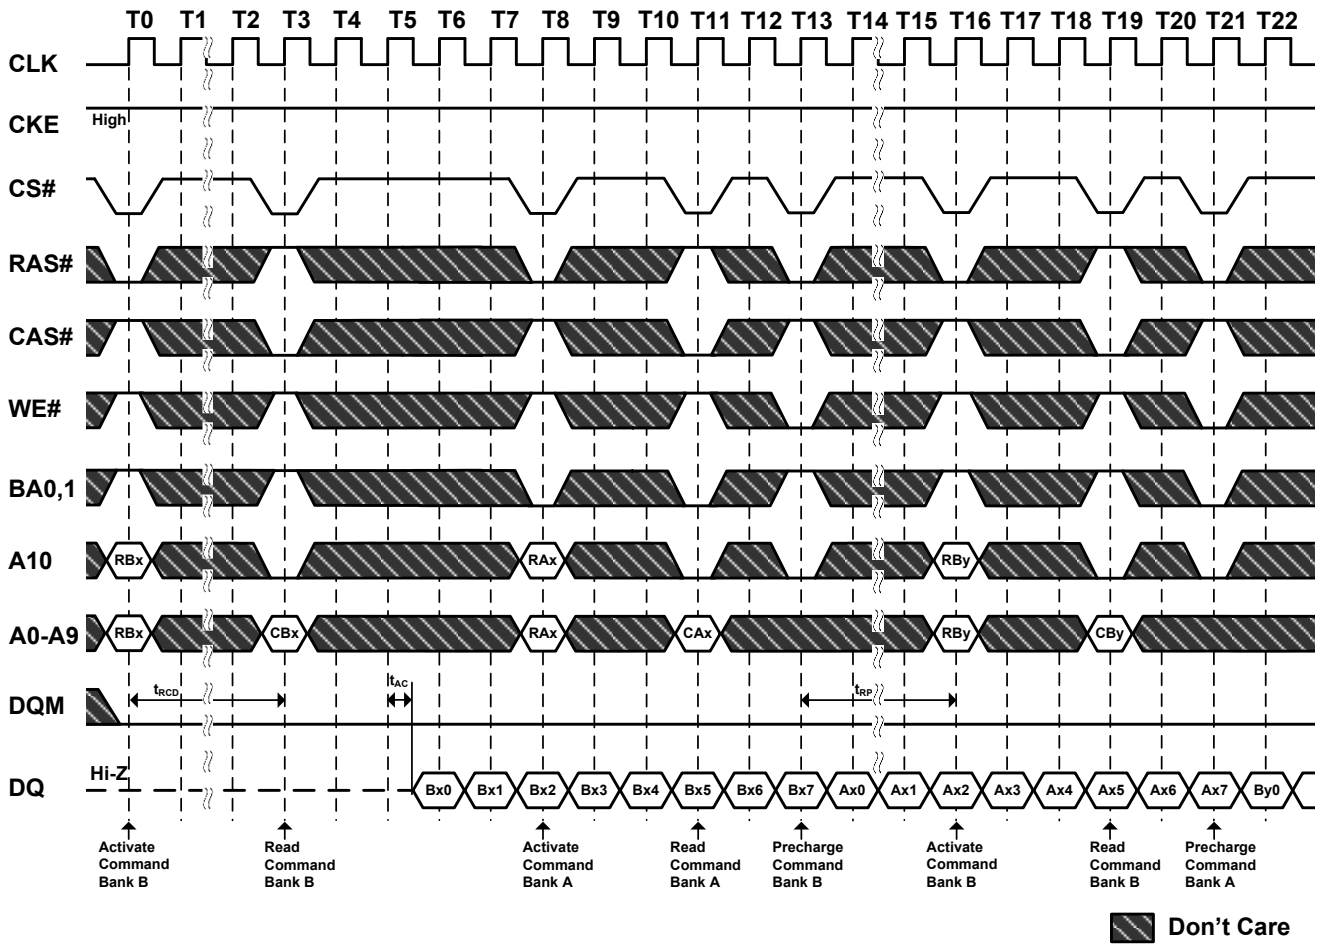 T0 T1 T2 T3 T4 T5 T6 T7 T8 T9 T10 T11 T12 T13 T14 T15 T16 T17 T18 T19 T20 T21 T22
CLK
CKE High
CS#
RAS#
CAS#
WE#
BA0,1
A10 RBx RAx RBy
A0-A9 RBx CBx RAx CAx RBy CBy
tRCD tAC tRP
DQM
DQ Hi-Z Bx0 Bx1 Bx2 Bx3 Bx4 Bx5 Bx6 Bx7 Ax0 Ax1 Ax2 Ax3 Ax4 Ax5 Ax6 Ax7 By0
Activate
Command
Bank B
Read
Command
Bank B
Activate
Command
Bank A
Read
Command
Bank A
Precharge
Command
Bank B
Activate
Command
Bank B
Read
Command
Bank B
Precharge
Command
Bank A
Don't Care